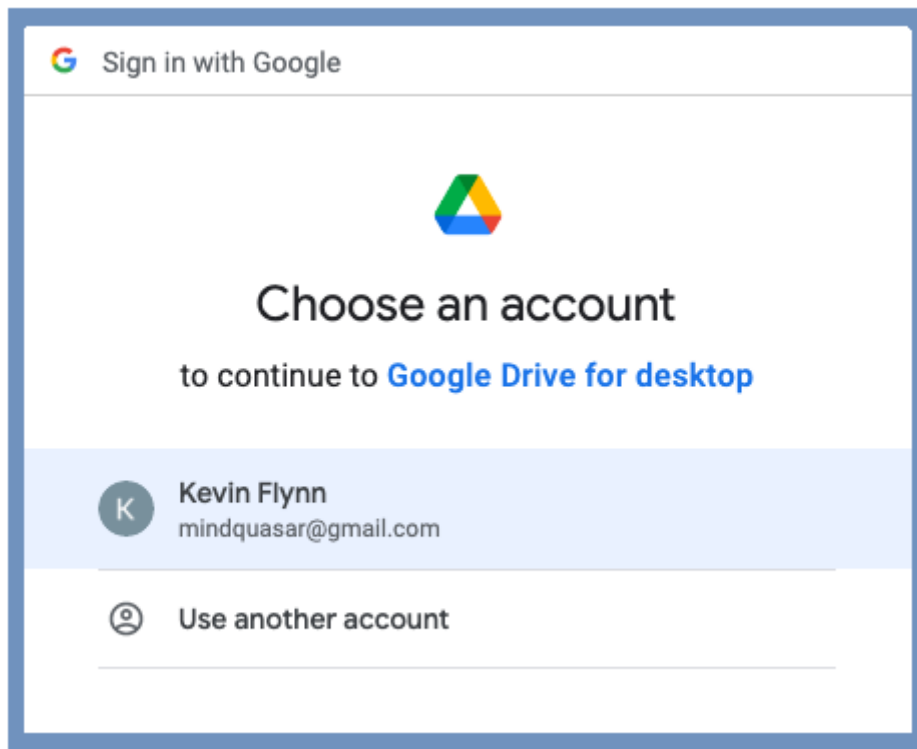 Sign in with Google
Choose an account
to continue to Google Drive for desktop
K
Kevin Flynn
mindquasar@gmail.com
Use another account